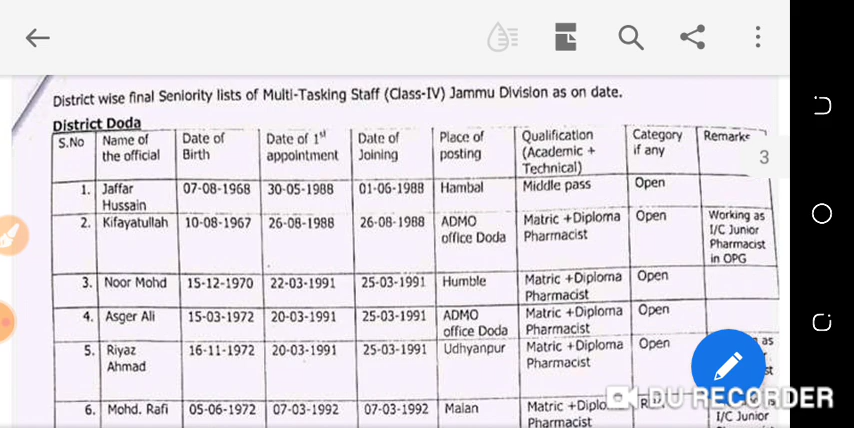 District wise final Seniority lists of Multi-Tasking Staff (Class-IV) Jammu Division as on date.
District Doda
S.No Name of the official Date of Birth Date of 1st appointment Date of Joining Place of posting Qualification (Academic + Technical) Category if any Remarks
3
1. Jaffar Hussain 07-08-1968 30-05-1988 01-06-1988 Hambal Middle pass Open
2. Kifayatullah 10-08-1967 26-08-1988 26-08-1988 ADMO office Doda Matric +Diploma Pharmacist Open Working as I/C Junior Pharmacist in OPG
3. Noor Mohd 15-12-1970 22-03-1991 25-03-1991 Humble Matric +Diploma Pharmacist Open
4. Asger Ali 15-03-1972 20-03-1991 25-03-1991 ADMO office Doda Matric +Diploma Pharmacist Open
5. Riyaz Ahmad 16-11-1972 20-03-1991 25-03-1991 Udhyanpur Matric +Diploma Pharmacist Open as
6. Mohd. Rafi 05-06-1972 07-03-1992 07-03-1992 Malan Matric Pharmacist I/C Junior
DU RECORDER